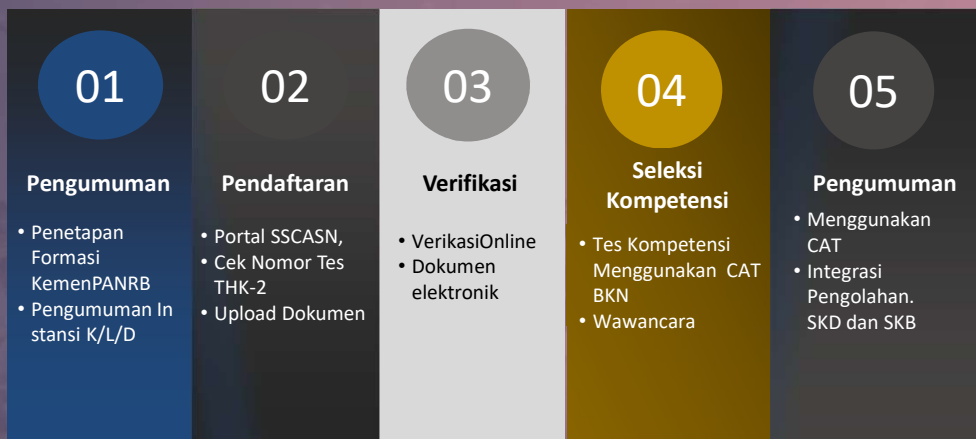 01
Pengumuman
• Penetapan
Formasi
KemenPANRB
• Pengumuman In
stansi K/L/D
02
Pendaftaran
• Portal SSCASN,
• Cek Nomor Tes
THK-2
• Upload Dokumen
03
Verifikasi
• VerikasiOnline
• Dokumen
elektronik
04
Seleksi
Kompetensi
• Tes Kompetensi
Menggunakan CAT
BKN
• Wawancara
05
Pengumuman
• Menggunakan
CAT
• Integrasi
Pengolahan.
SKD dan SKB